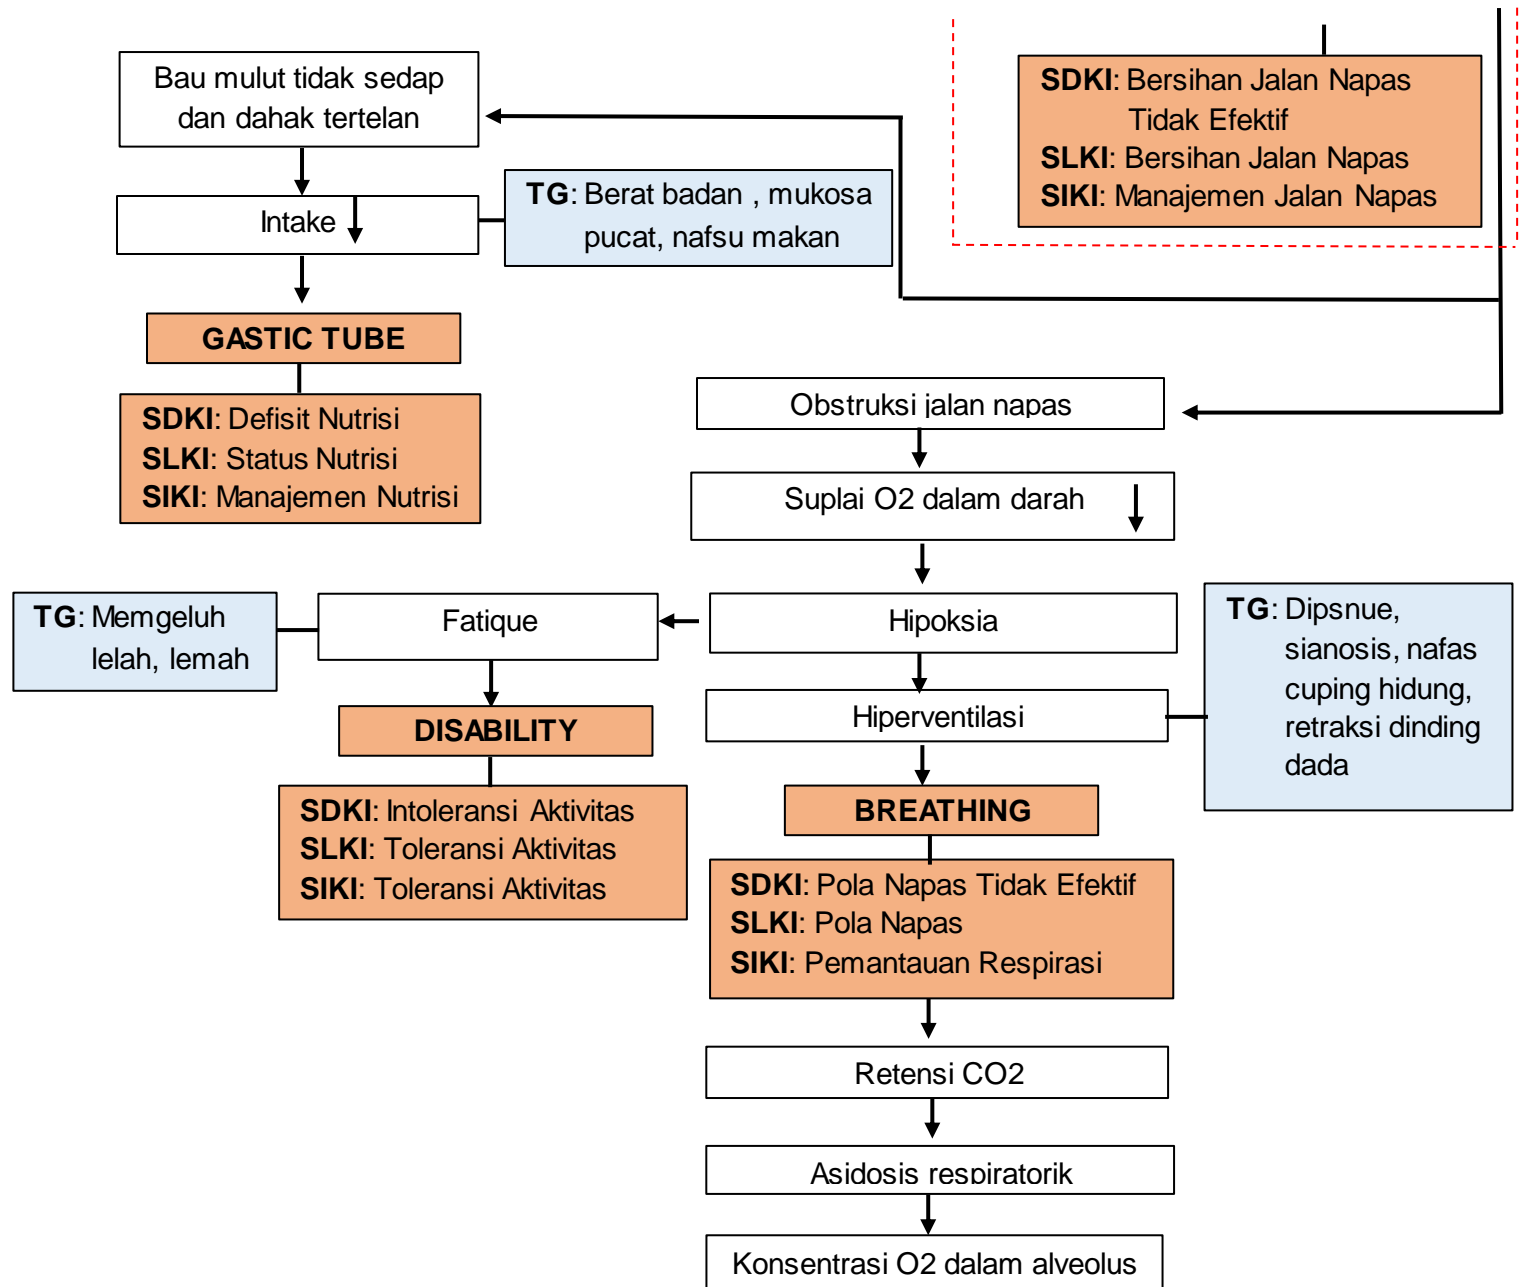 Bau mulut tidak sedap
dan dahak tertelan
SDKI: Bersihan Jalan Napas
Tidak Efektif
SLKI: Bersihan Jalan Napas
SIKI: Manajemen Jalan Napas
Intake
TG: Berat badan , mukosa
pucat, nafsu makan
GASTIC TUBE
SDKI: Defisit Nutrisi
SLKI: Status Nutrisi
SIKI: Manajemen Nutrisi
Obstruksi jalan napas
Suplai O2 dalam darah
TG: Memgeluh
lelah, lemah
Fatique
Hipoksia
TG: Dipsnue,
sianosis, nafas
cuping hidung,
retraksi dinding
dada
Hiperventilasi
DISABILITY
SDKI: Intoleransi Aktivitas
SLKI: Toleransi Aktivitas
SIKI: Toleransi Aktivitas
BREATHING
SDKI: Pola Napas Tidak Efektif
SLKI: Pola Napas
SIKI: Pemantauan Respirasi
Retensi CO2
Asidosis respiratorik
Konsentrasi O2 dalam alveolus